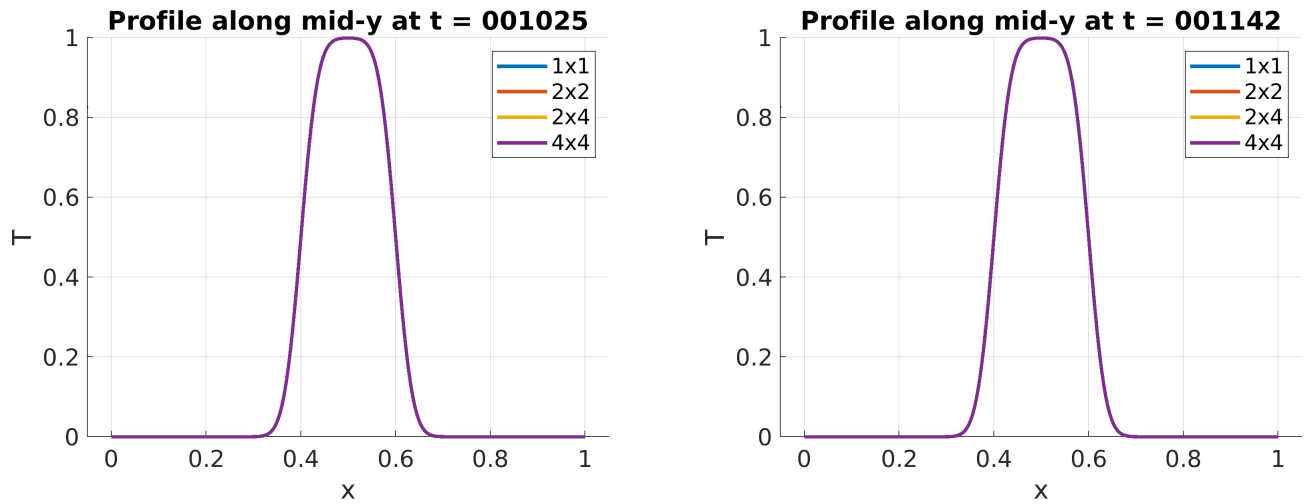 Profile along mid-y at t = 001025
1
0.8
0.6
0.4
0.2
0
T
0 0.2 0.4 0.6 0.8 1
x
1x1
2x2
2x4
4x4
Profile along mid-y at t = 001142
1
0.8
0.6
0.4
0.2
0
T
0 0.2 0.4 0.6 0.8 1
x
1x1
2x2
2x4
4x4